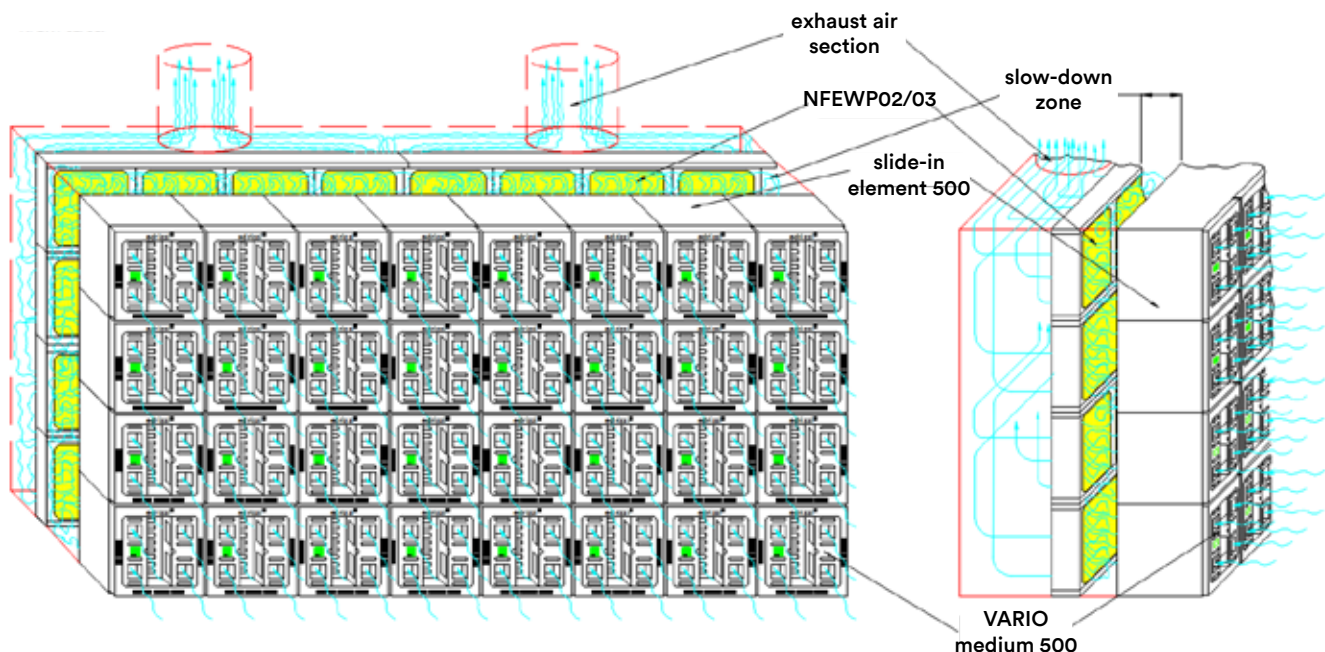 exhaust air
section
slow-down
zone
NFEWP02/03
slide-in
element 500
VARIO
medium 500